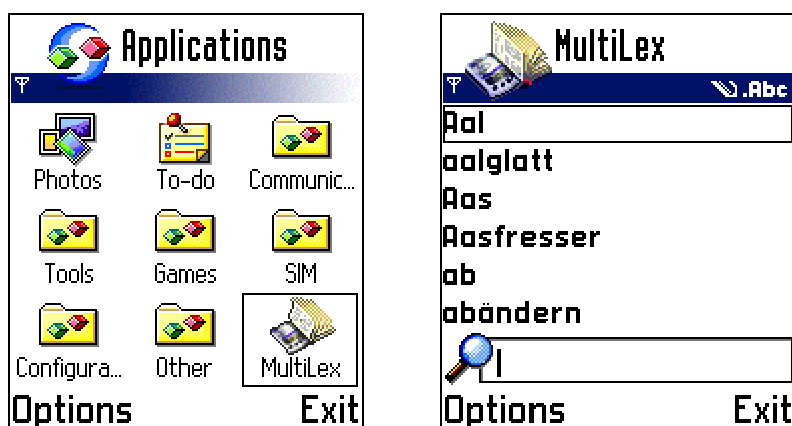 Applications
Photos To-do Communic...
Tools Games SIM
Configura... Other MultiLex
Options Exit
MultiLex
.Abc
Aal
aalglatt
Aas
Aasfresser
ab
abändern
Options Exit